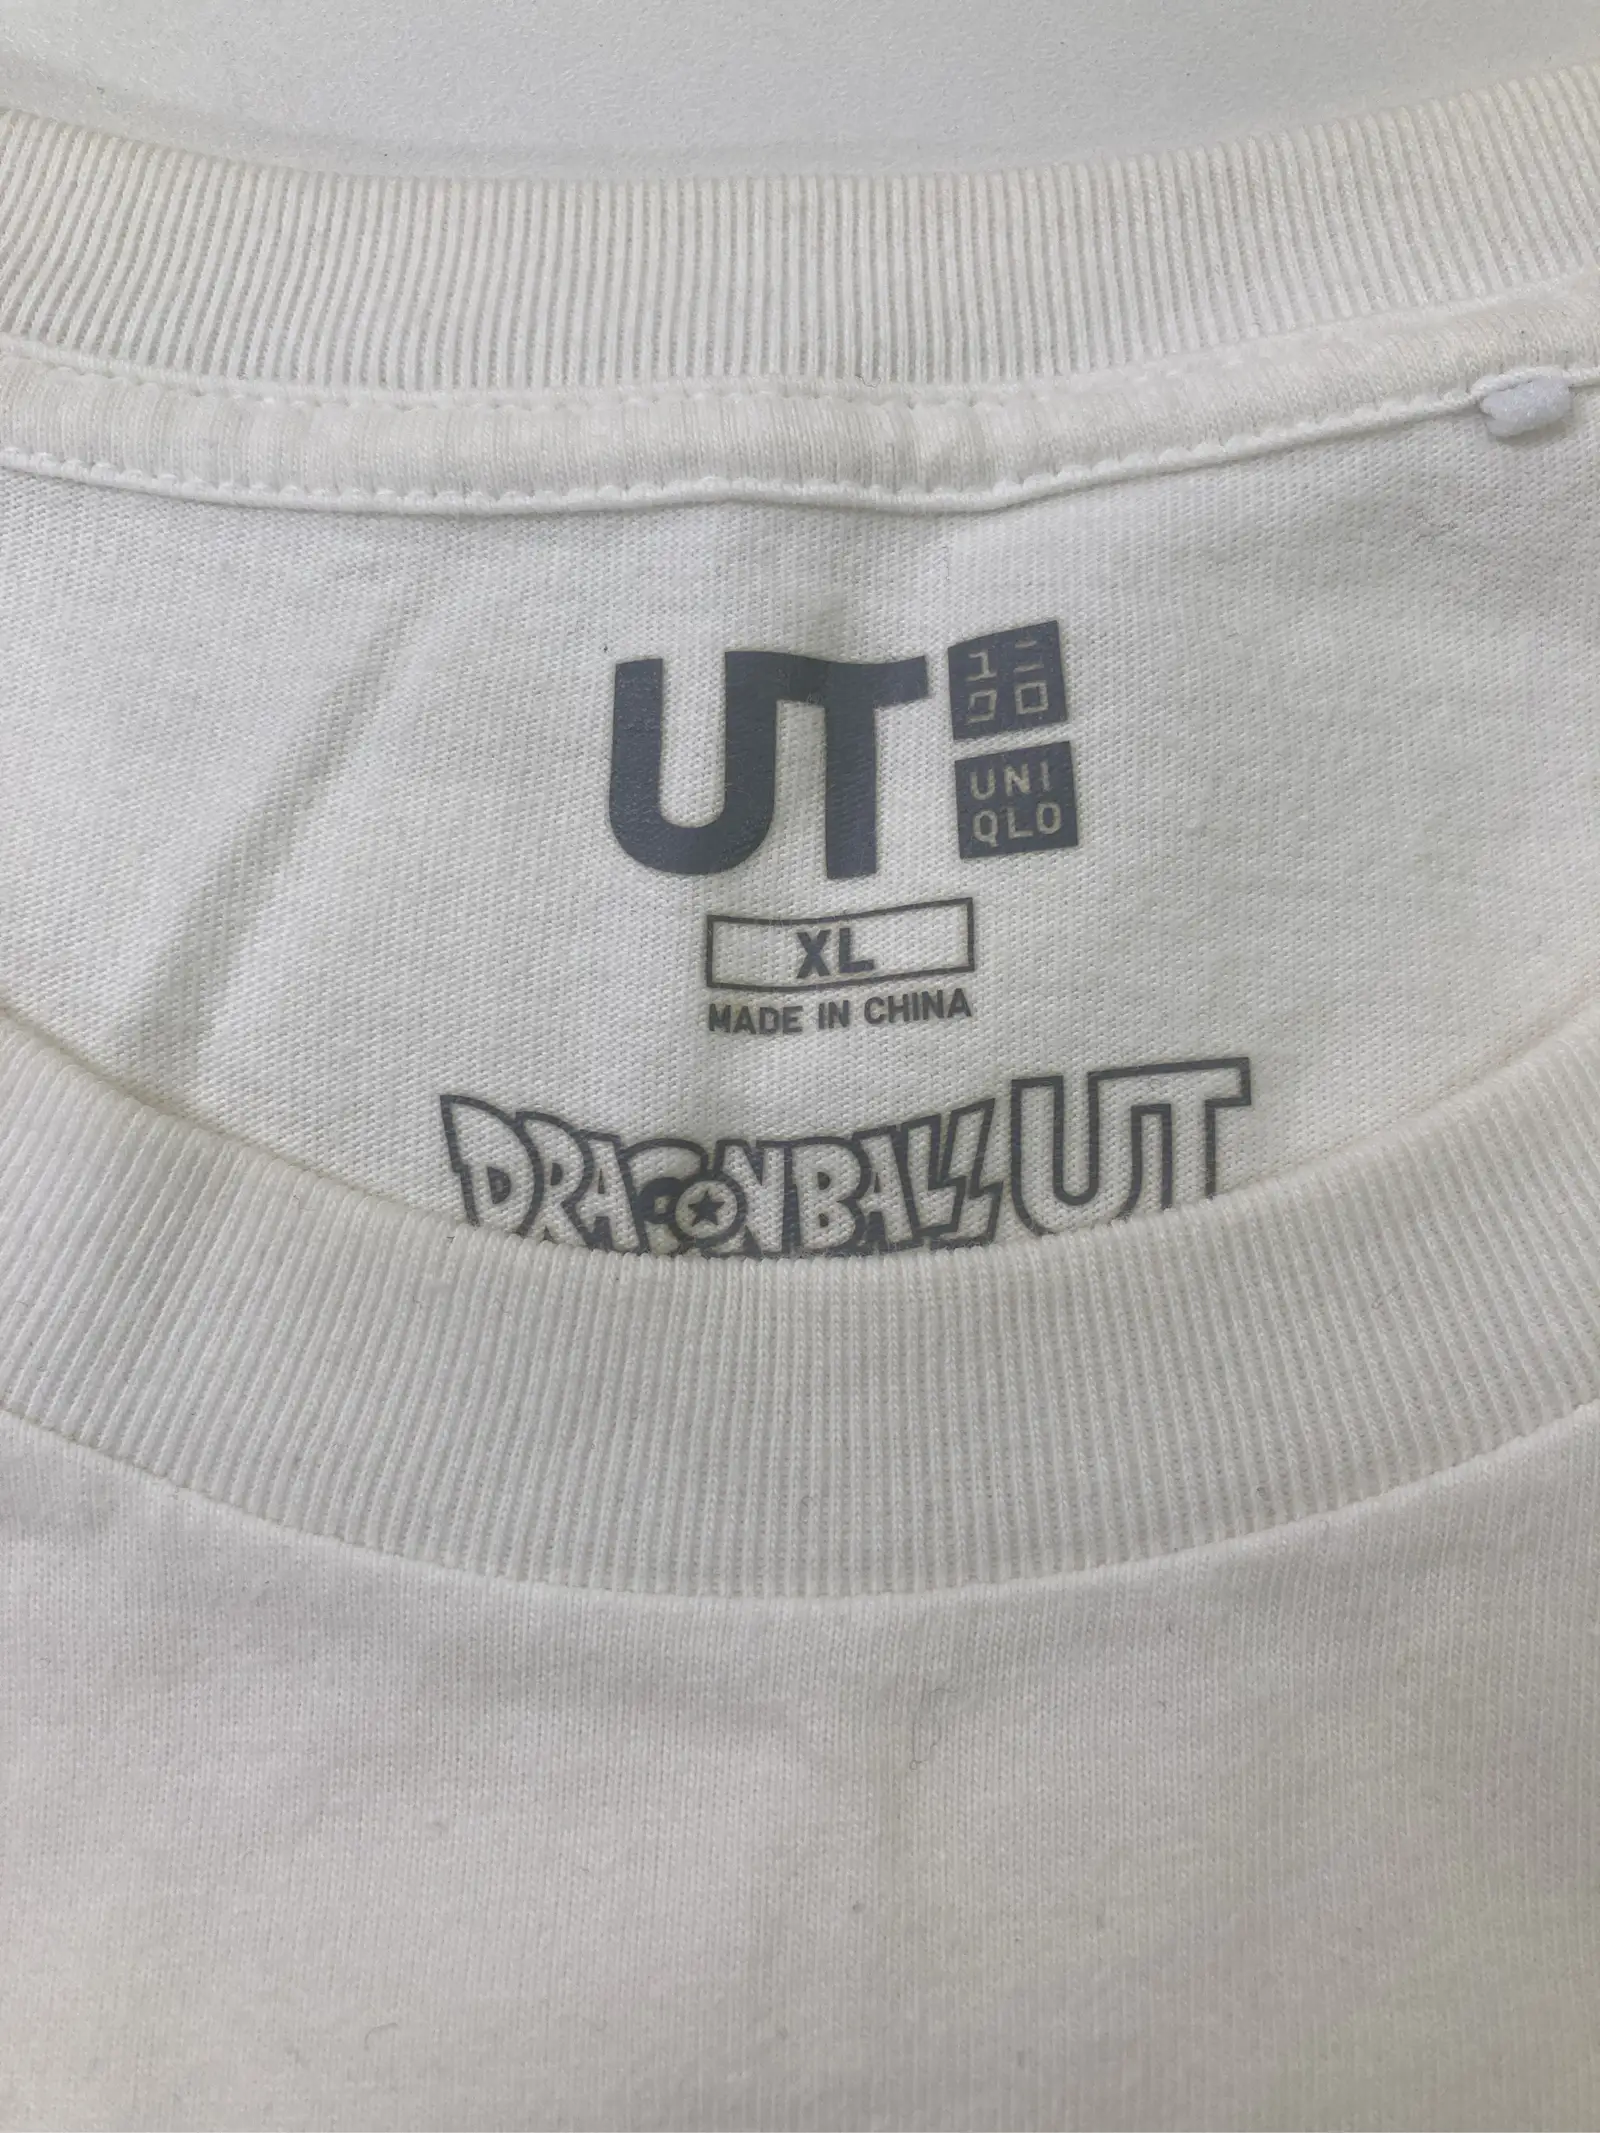 UT
ユニ
クロ
UNI
QLO
XL
MADE IN CHINA
DRAGONBALL UT